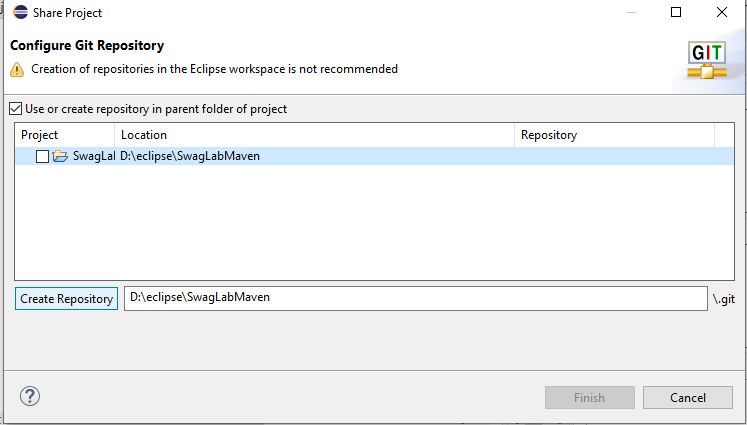 Share Project
Configure Git Repository
Creation of repositories in the Eclipse workspace is not recommended
GIT
Use or create repository in parent folder of project
Project Location Repository
SwagLal D:\eclipse\SwagLabMaven
Create Repository D:\eclipse\SwagLabMaven \.git
Finish Cancel